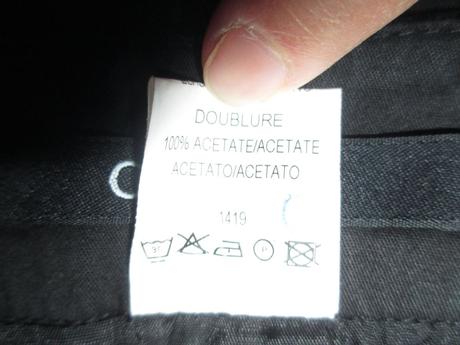 DOUBLURE
100% ACETATE/ACETATE
ACETATO/ACETATO
1419
P